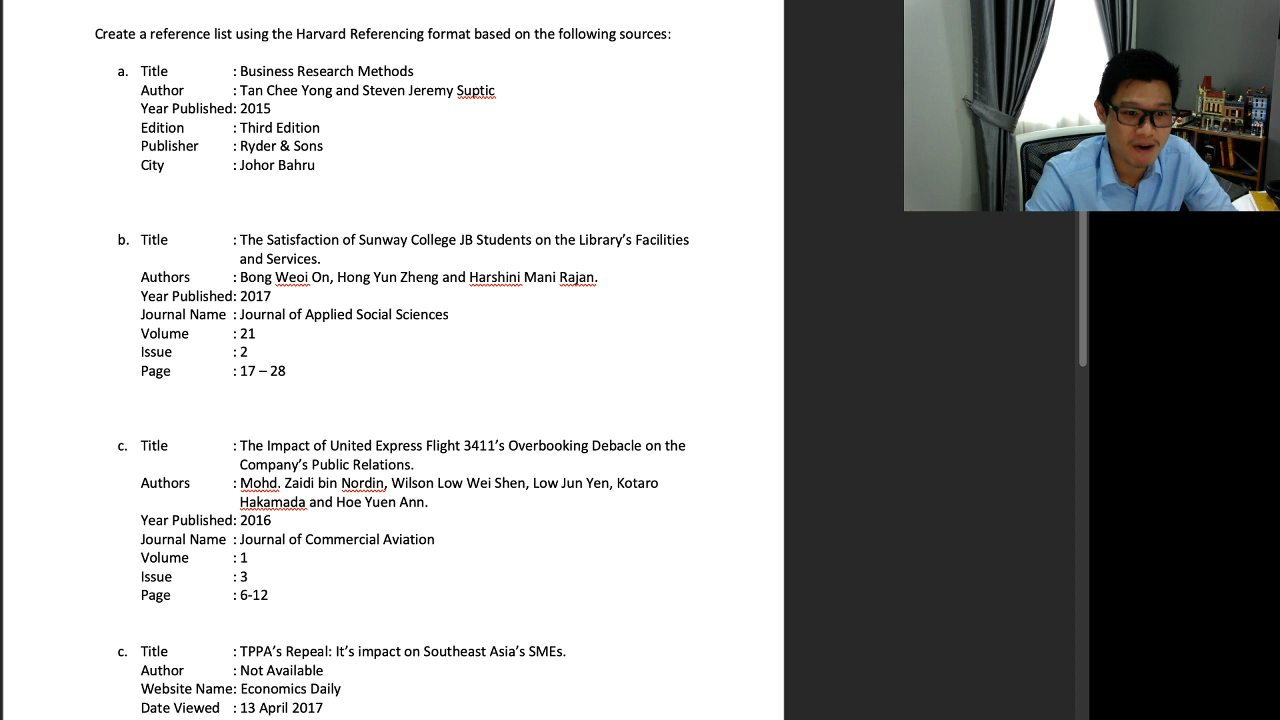 Create a reference list using the Harvard Referencing format based on the following sources:
a. Title : Business Research Methods
Author : Tan Chee Yong and Steven Jeremy Suptic
Year Published: 2015
Edition : Third Edition
Publisher : Ryder & Sons
City : Johor Bahru
b. Title : The Satisfaction of Sunway College JB Students on the Library’s Facilities
and Services.
Authors : Bong Weoi On, Hong Yun Zheng and Harshini Mani Rajan.
Year Published: 2017
Journal Name : Journal of Applied Social Sciences
Volume : 21
Issue : 2
Page : 17 – 28
c. Title : The Impact of United Express Flight 3411’s Overbooking Debacle on the
Company’s Public Relations.
Authors : Mohd. Zaidi bin Nordin, Wilson Low Wei Shen, Low Jun Yen, Kotaro
Hakamada and Hoe Yuen Ann.
Year Published: 2016
Journal Name : Journal of Commercial Aviation
Volume : 1
Issue : 3
Page : 6-12
c. Title : TPPA’s Repeal: It’s impact on Southeast Asia’s SMEs.
Author : Not Available
Website Name: Economics Daily
Date Viewed : 13 April 2017